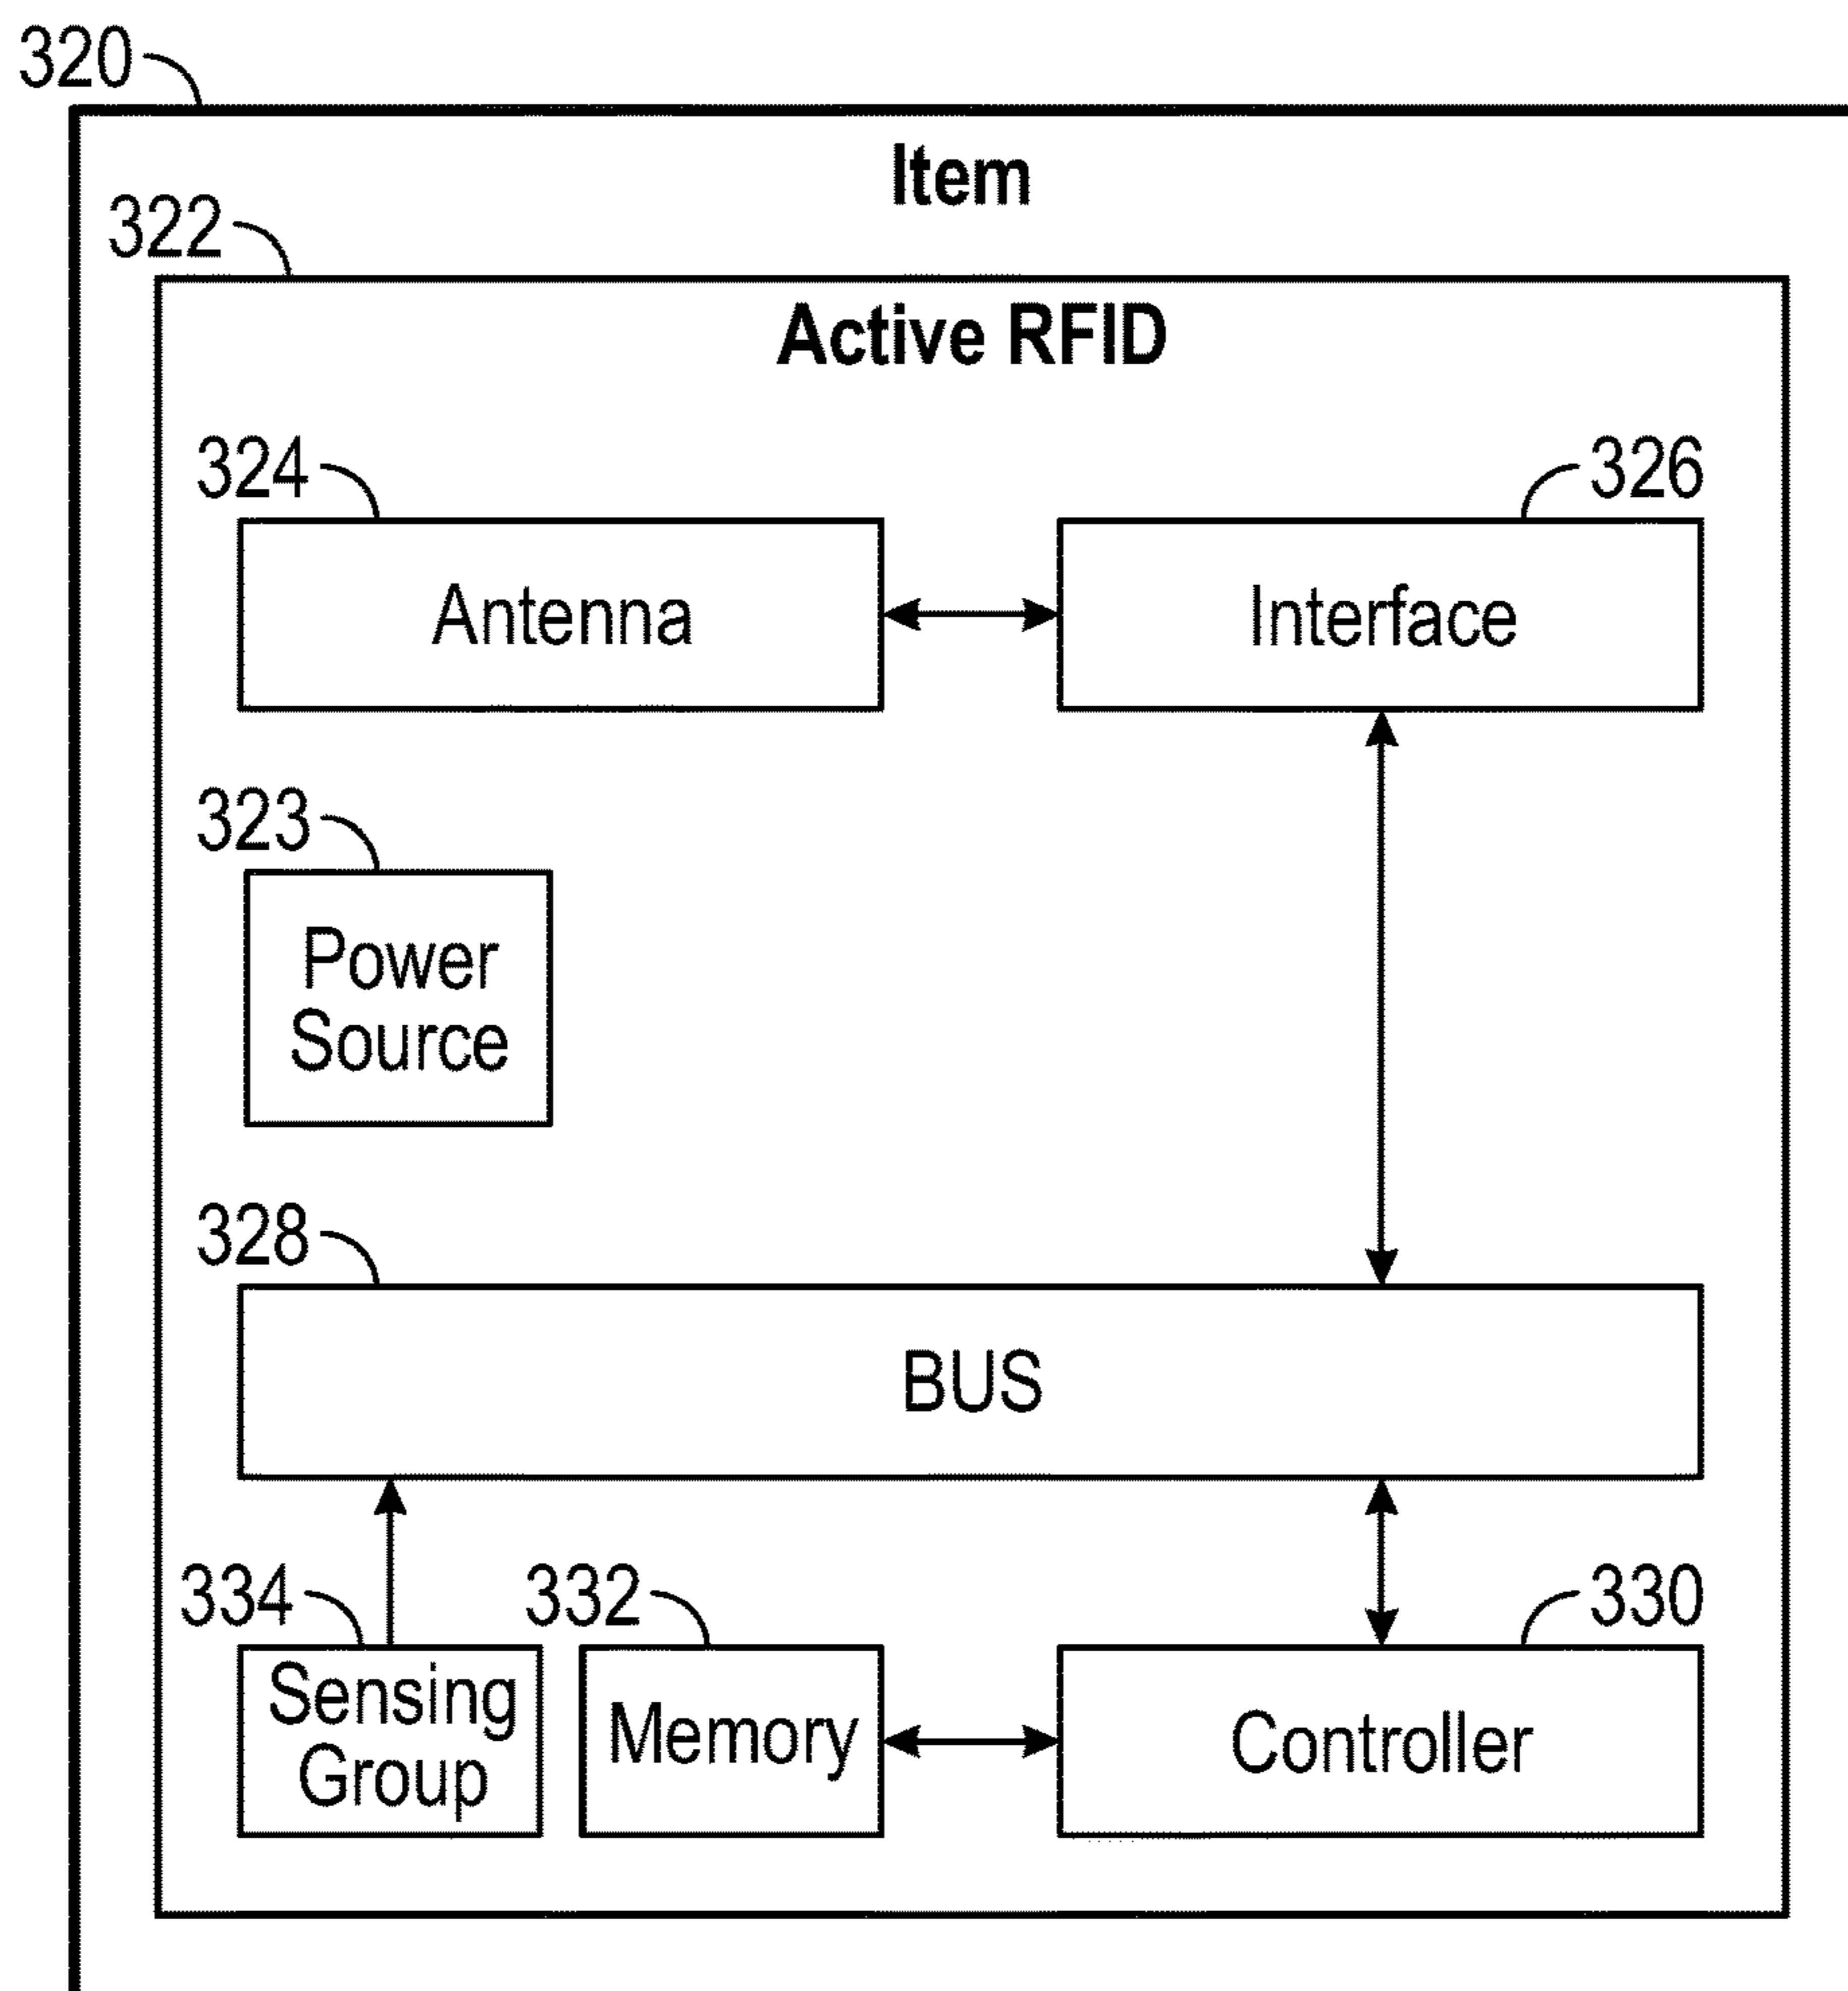 320
Item
322
Active RFID
324
326
Antenna
Interface
323
Power
Source
328
BUS
334
332
330
Sensing
Group
Memory
Controller